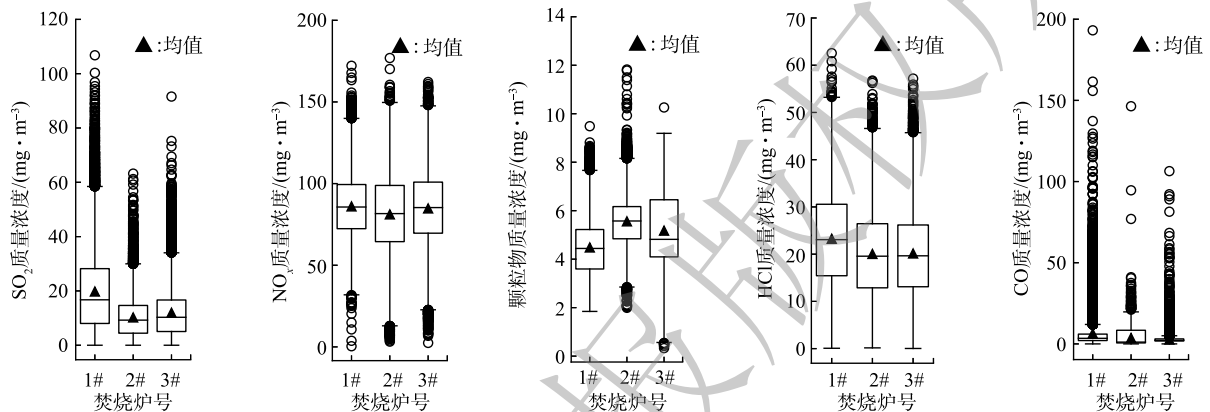 SO₂质量浓度/(mg·m⁻³)
120
100
80
60
40
20
0
▲:均值
1# 2# 3#
焚烧炉号
NOₓ质量浓度/(mg·m⁻³)
200
150
100
50
0
▲:均值
1# 2# 3#
焚烧炉号
颗粒物质量浓度/(mg·m⁻³)
14
12
10
8
6
4
2
0
▲:均值
1# 2# 3#
焚烧炉号
HCl质量浓度/(mg·m⁻³)
70
60
50
40
30
20
10
0
▲:均值
1# 2# 3#
焚烧炉号
CO质量浓度/(mg·m⁻³)
200
150
100
50
0
▲:均值
1# 2# 3#
焚烧炉号
报版权